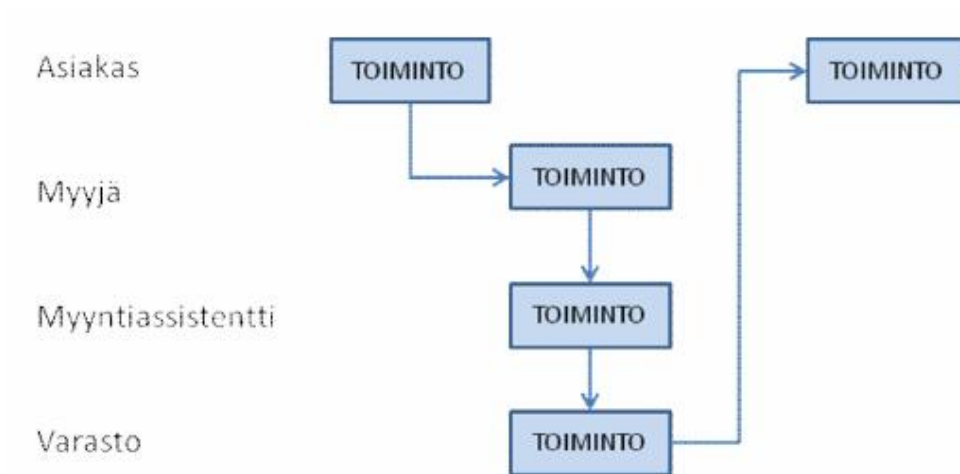 Asiakas
TOIMINTO
TOIMINTO
Myyjä
TOIMINTO
Myyntiassistentti
TOIMINTO
Varasto
TOIMINTO